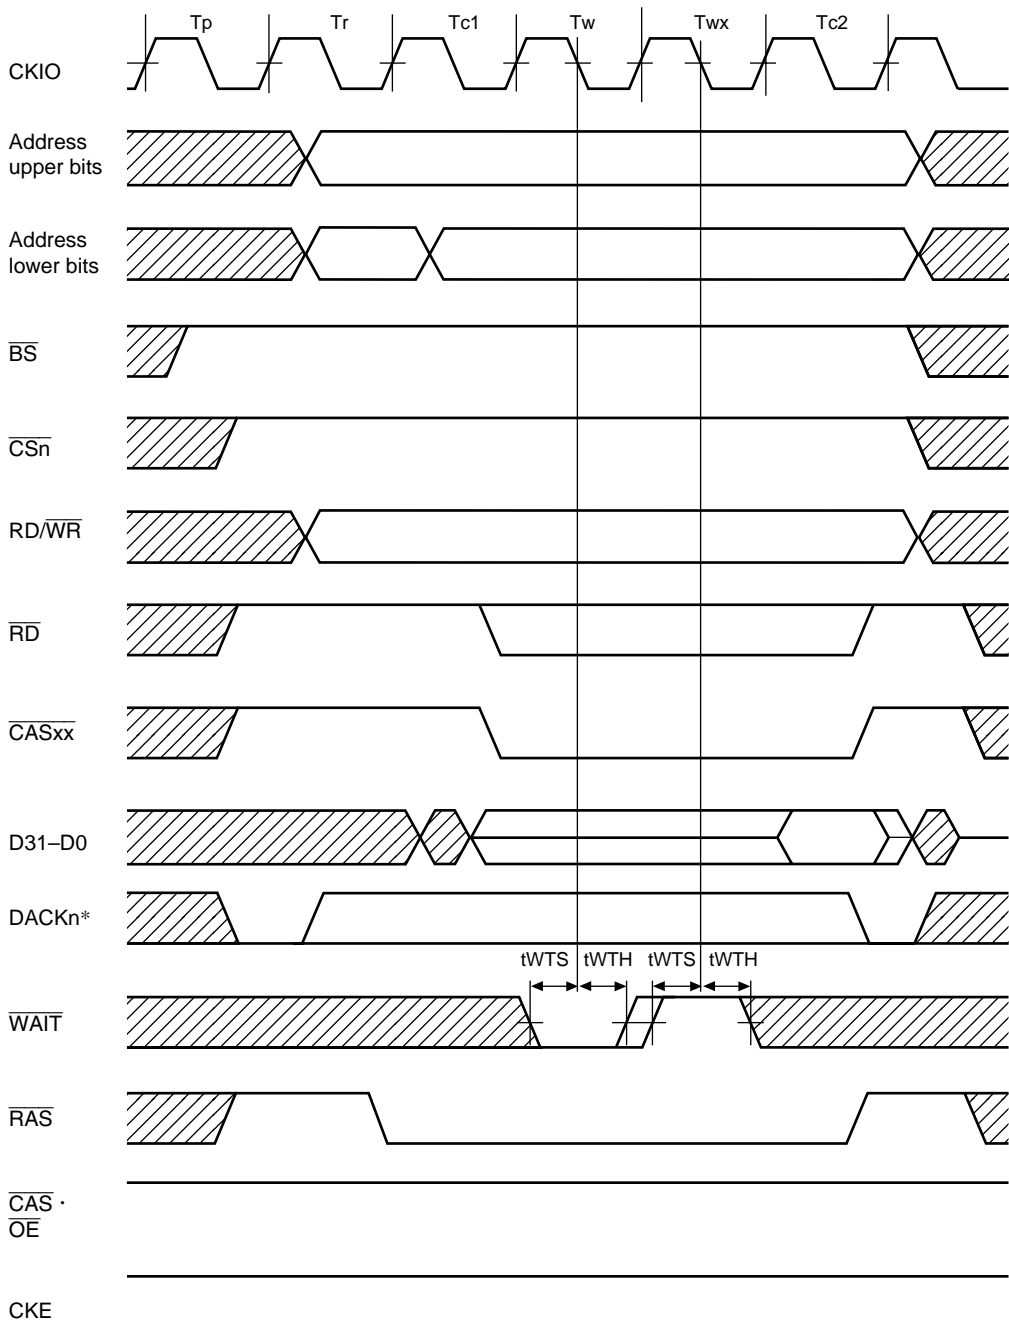 Tp Tr Tc1 Tw Twx Tc2
CKIO
Address
upper bits
Address
lower bits
BS
CSn
RD/WR
RD
CASxx
D31–D0
DACKn*
tWTS tWTH tWTS tWTH
WAIT
RAS
CAS ·
OE
CKE